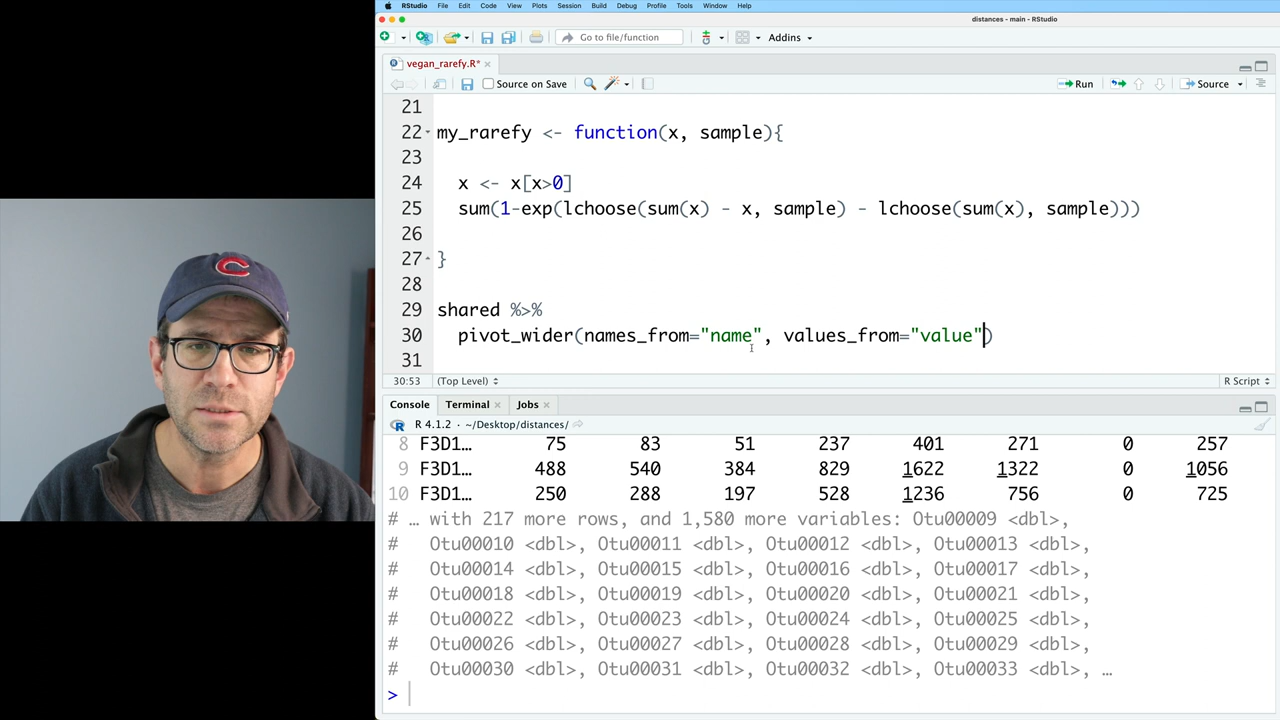 RStudio File Edit Code View Plots Session Build Debug Profile Tools Window Help
distances - main - RStudio
Go to file/function Addins
vegan_rarefy.R*
Source on Save Run Source
21
22 my_rarefy <- function(x, sample){
23
24 x <- x[x>0]
25 sum(1-exp(lchoose(sum(x) - x, sample) - lchoose(sum(x), sample)))
26
27 }
28
29 shared %>%
30 pivot_wider(names_from="name", values_from="value")
31
30:53 (Top Level) R Script
Console Terminal Jobs
R 4.1.2 · ~/Desktop/distances/
8 F3D1… 75 83 51 237 401 271 0 257
9 F3D1… 488 540 384 829 1622 1322 0 1056
10 F3D1… 250 288 197 528 1236 756 0 725
# … with 217 more rows, and 1,580 more variables: Otu00009 <dbl>,
# Otu00010 <dbl>, Otu00011 <dbl>, Otu00012 <dbl>, Otu00013 <dbl>,
# Otu00014 <dbl>, Otu00015 <dbl>, Otu00016 <dbl>, Otu00017 <dbl>,
# Otu00018 <dbl>, Otu00019 <dbl>, Otu00020 <dbl>, Otu00021 <dbl>,
# Otu00022 <dbl>, Otu00023 <dbl>, Otu00024 <dbl>, Otu00025 <dbl>,
# Otu00026 <dbl>, Otu00027 <dbl>, Otu00028 <dbl>, Otu00029 <dbl>,
# Otu00030 <dbl>, Otu00031 <dbl>, Otu00032 <dbl>, Otu00033 <dbl>, …
>
C